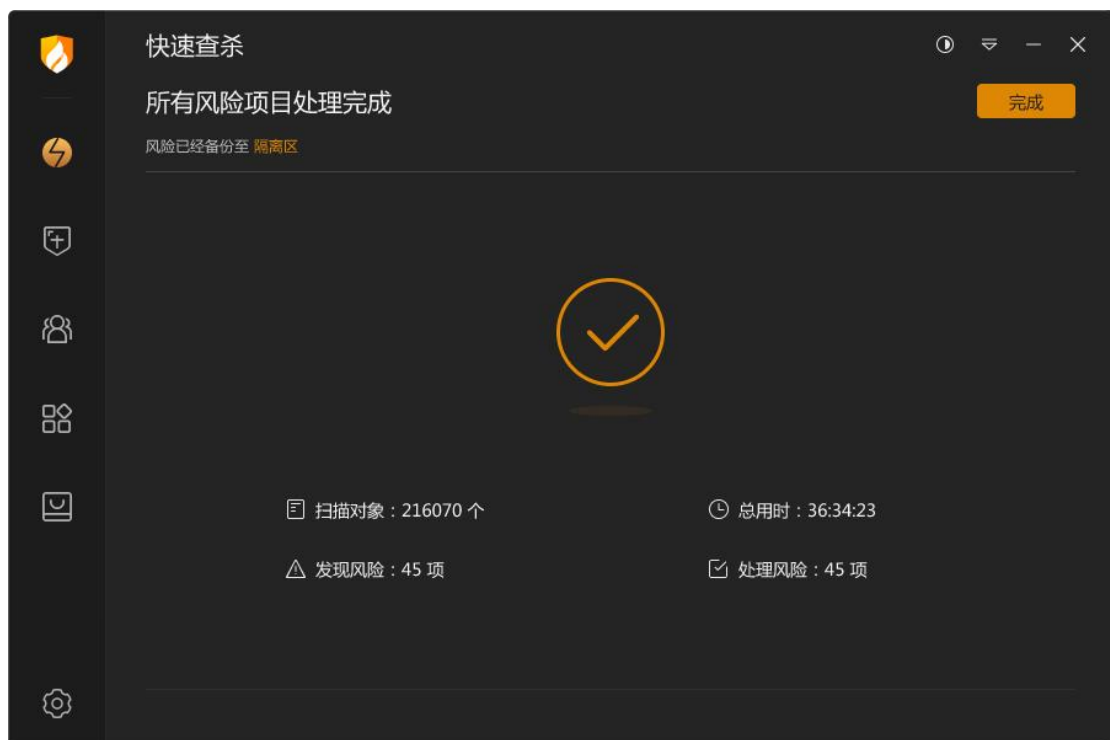 快速查杀
所有风险项目处理完成
完成
风险已经备份至 隔离区
扫描对象：216070 个
总用时：36:34:23
发现风险：45 项
处理风险：45 项